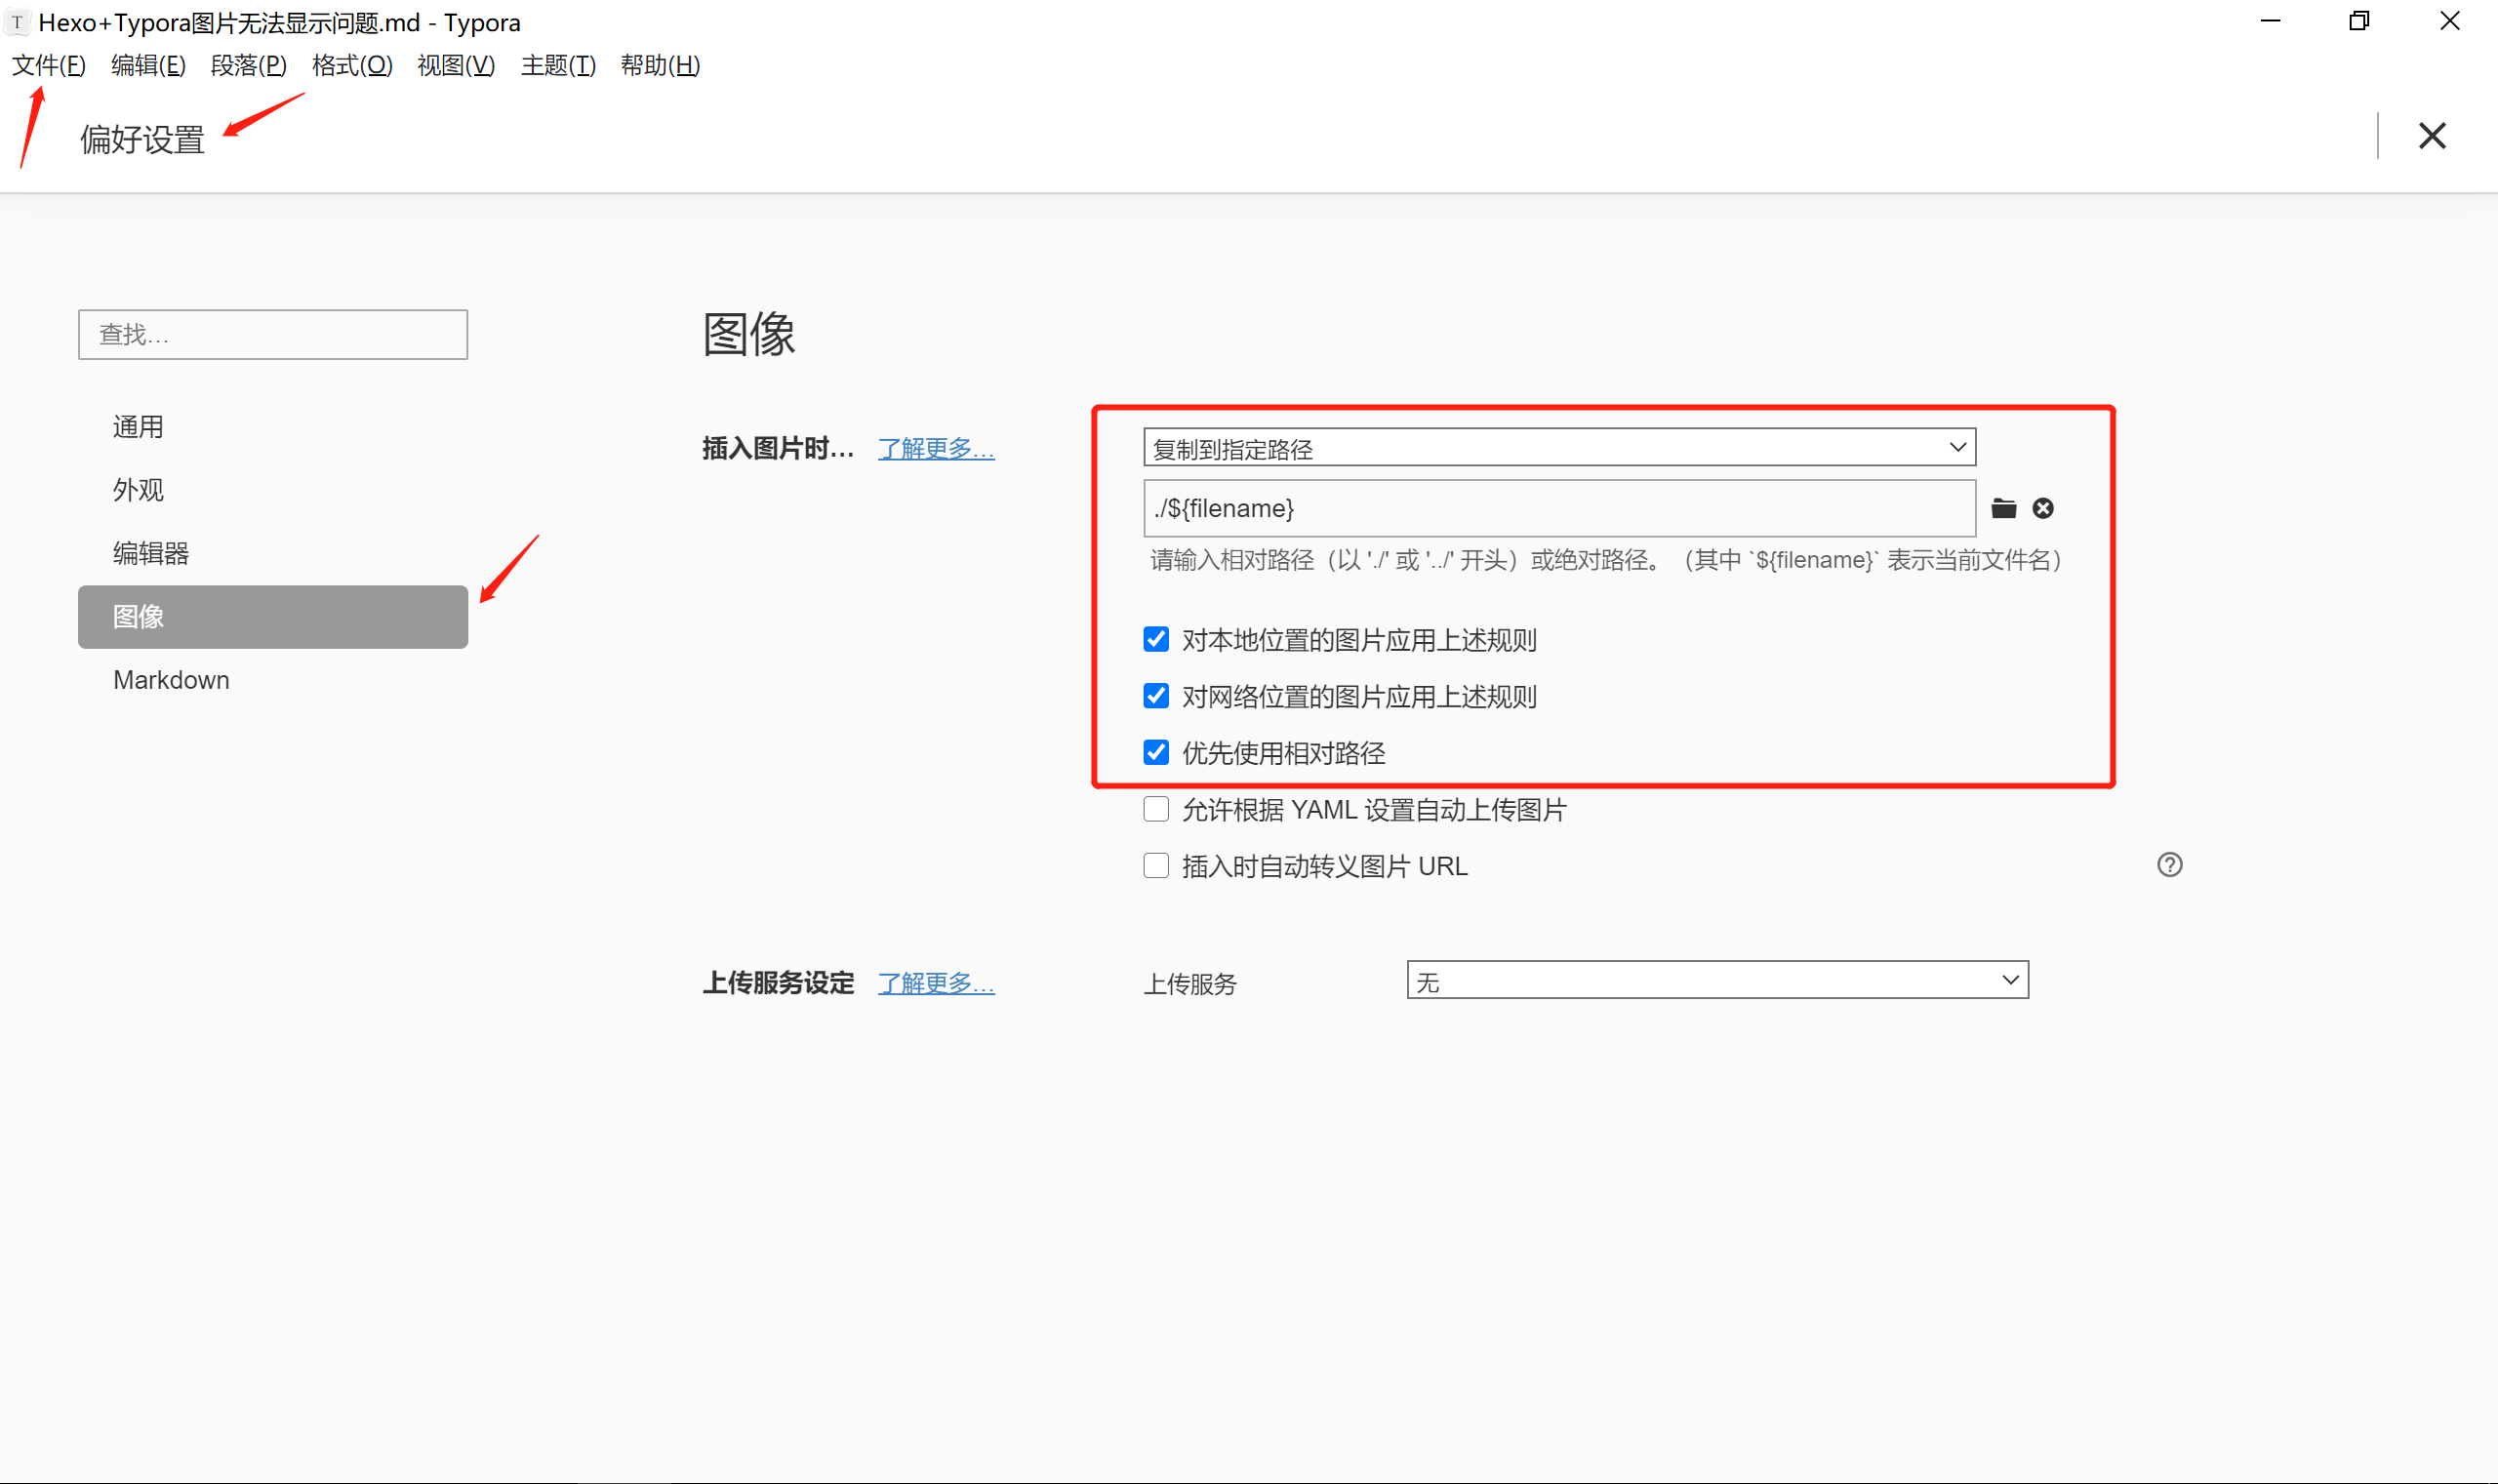 T Hexo+Typora图片无法显示问题.md - Typora
文件(F) 编辑(E) 段落(P) 格式(O) 视图(V) 主题(T) 帮助(H)
偏好设置
查找…
通用
外观
编辑器
图像
Markdown
图像
插入图片时… 了解更多…
复制到指定路径
./${filename}
请输入相对路径（以 './' 或 '../' 开头）或绝对路径。（其中 `${filename}` 表示当前文件名）
对本地位置的图片应用上述规则
对网络位置的图片应用上述规则
优先使用相对路径
允许根据 YAML 设置自动上传图片
插入时自动转义图片 URL
上传服务设定 了解更多…
上传服务 无